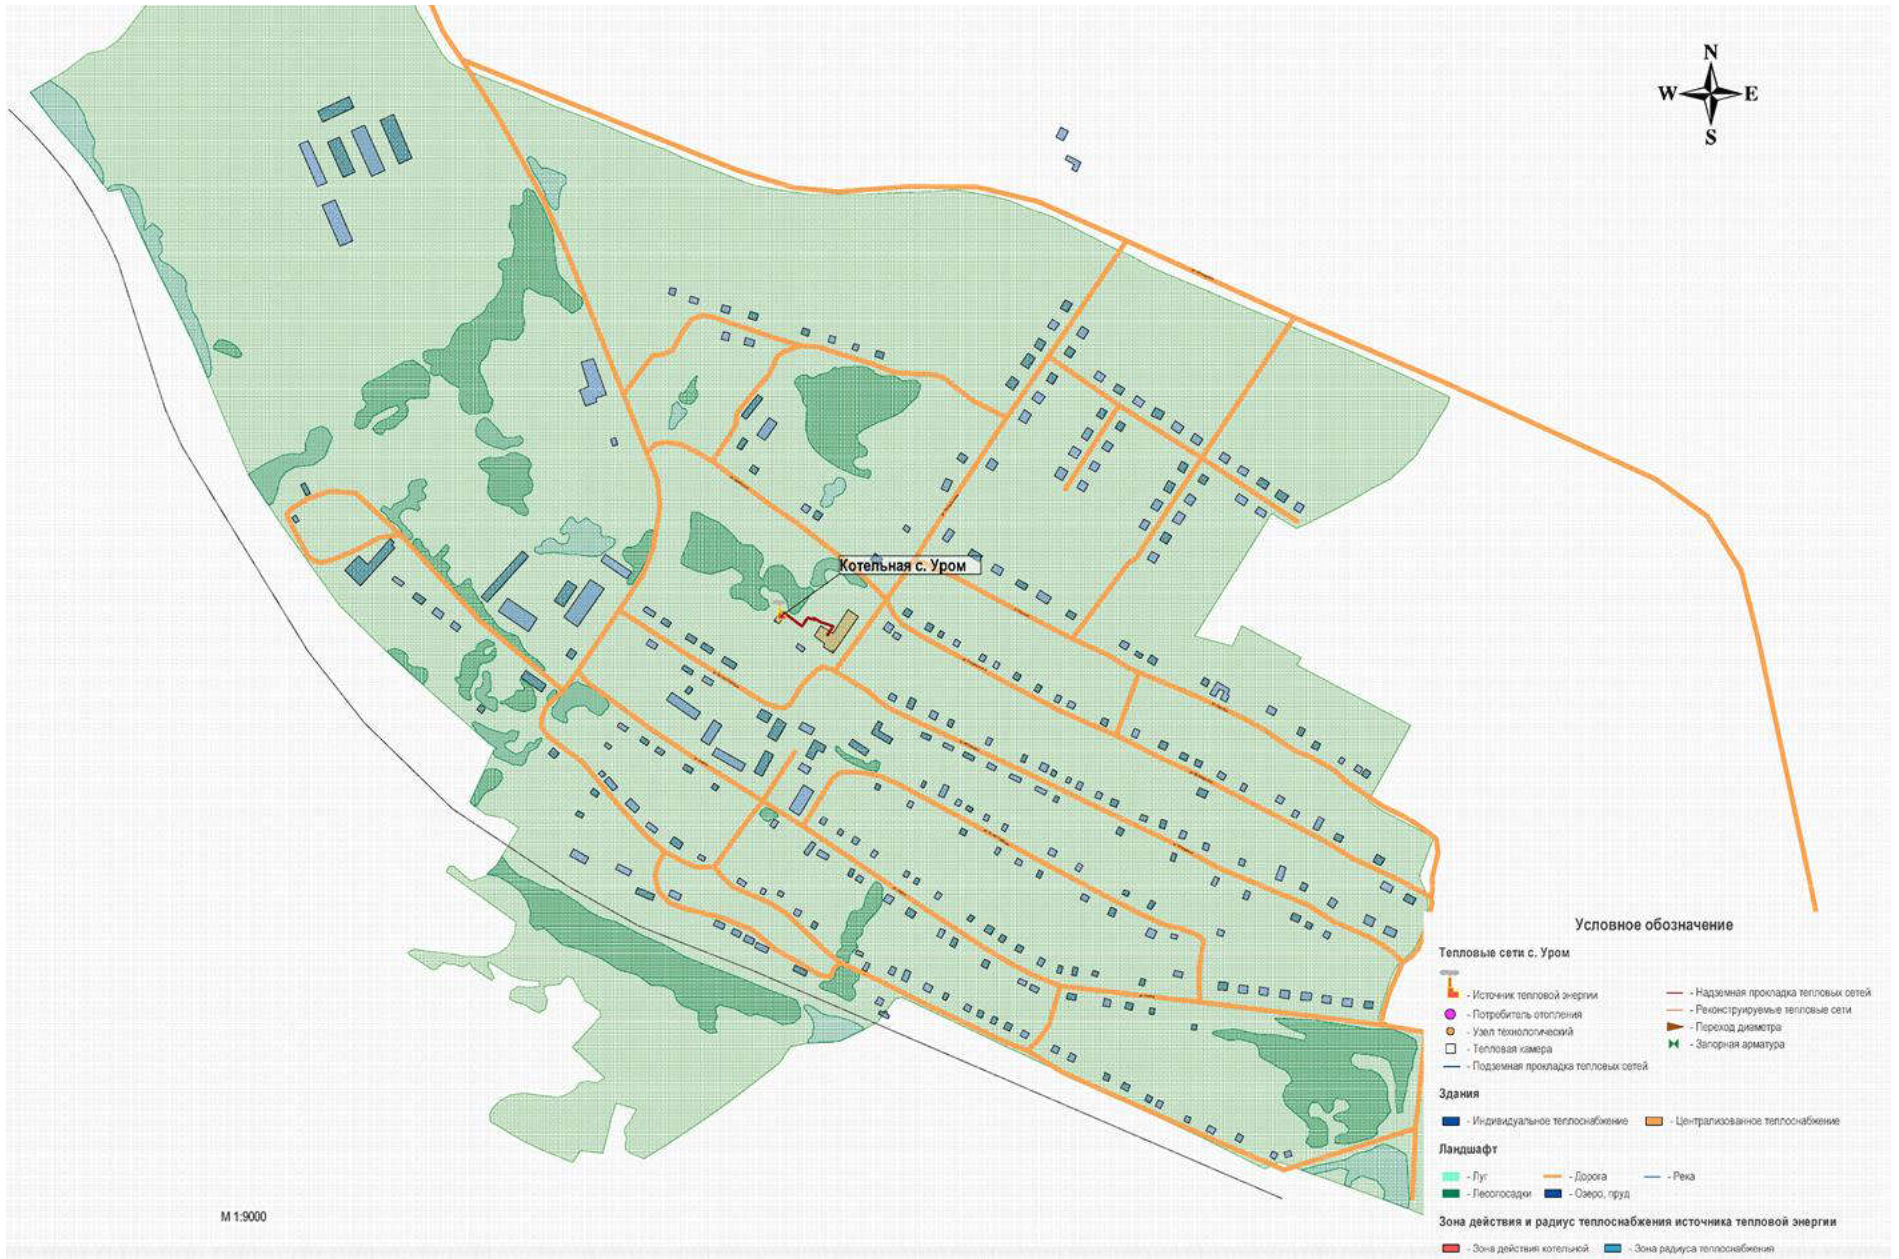 N
W E
S
Котельная с. Уром
Условное обозначение
Тепловые сети с. Уром
- Источник тепловой энергии
- Надземная прокладка тепловых сетей
- Потребитель отопления
- Реконструируемые тепловые сети
- Узел технологический
- Переход диаметра
- Тепловая камера
- Запорная арматура
- Подземная прокладка тепловых сетей
Здания
- Индивидуальное теплоснабжение
- Централизованное теплоснабжение
Ландшафт
- Луг
- Дорога
- Река
- Лесопосадки
- Озеро, пруд
Зона действия и радиус теплоснабжения источника тепловой энергии
- Зона действия котельной
- Зона радиуса теплоснабжения
М 1:9000